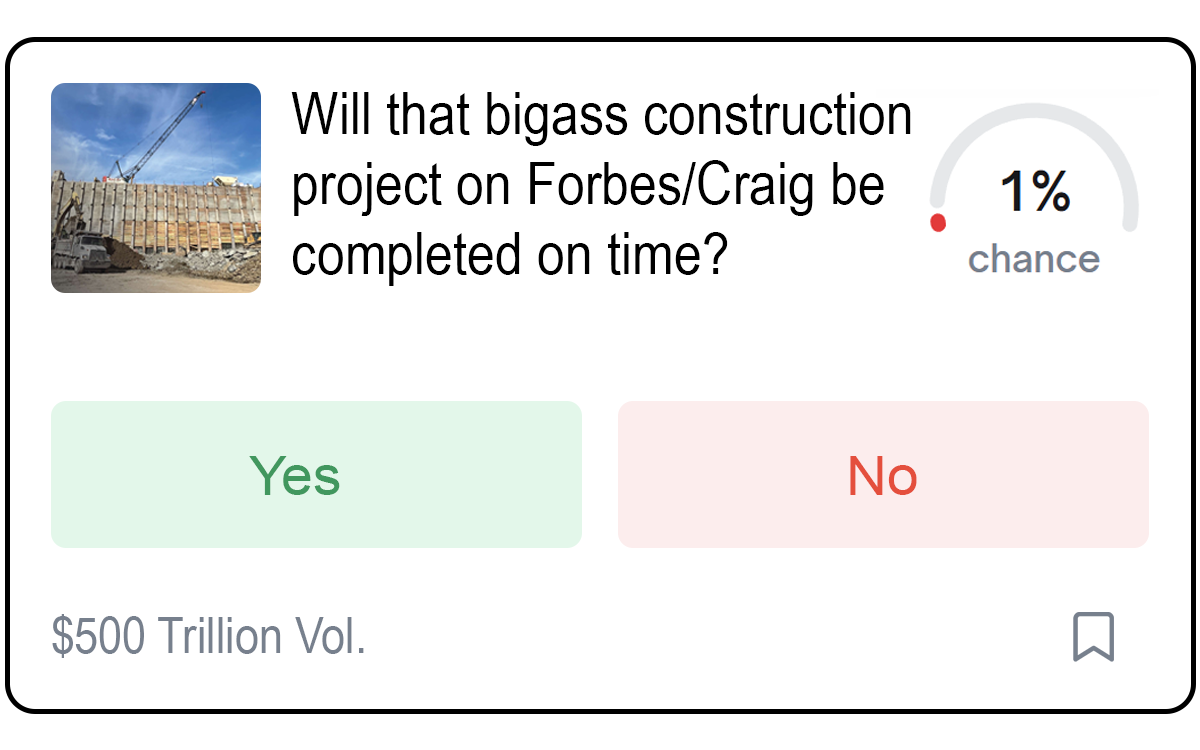 Will that bigass construction
project on Forbes/Craig be
completed on time?
1%
chance
Yes
No
$500 Trillion Vol.